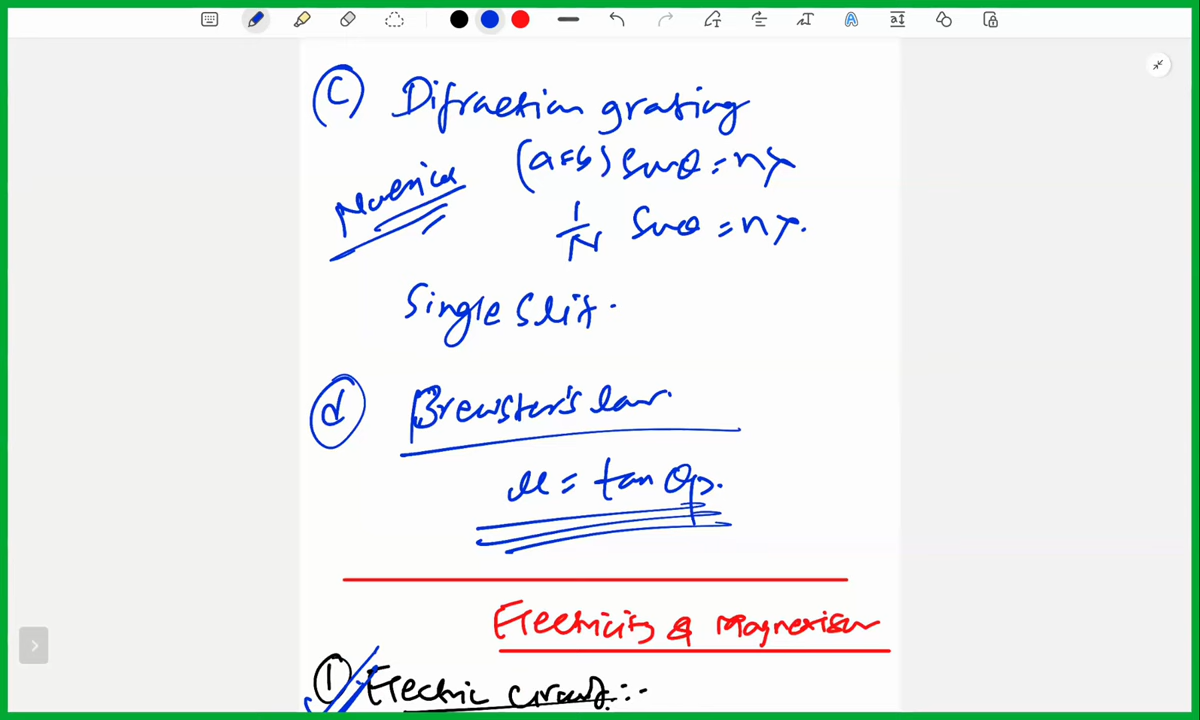 (C) Difraction grating
Numerical (a=b) sinθ = nλ
1/N sinθ = nλ.
Single slit.
(d) Brewster's law.
μ = tan θp.
Electricity & Magnetism
(1) Electric circuit :-